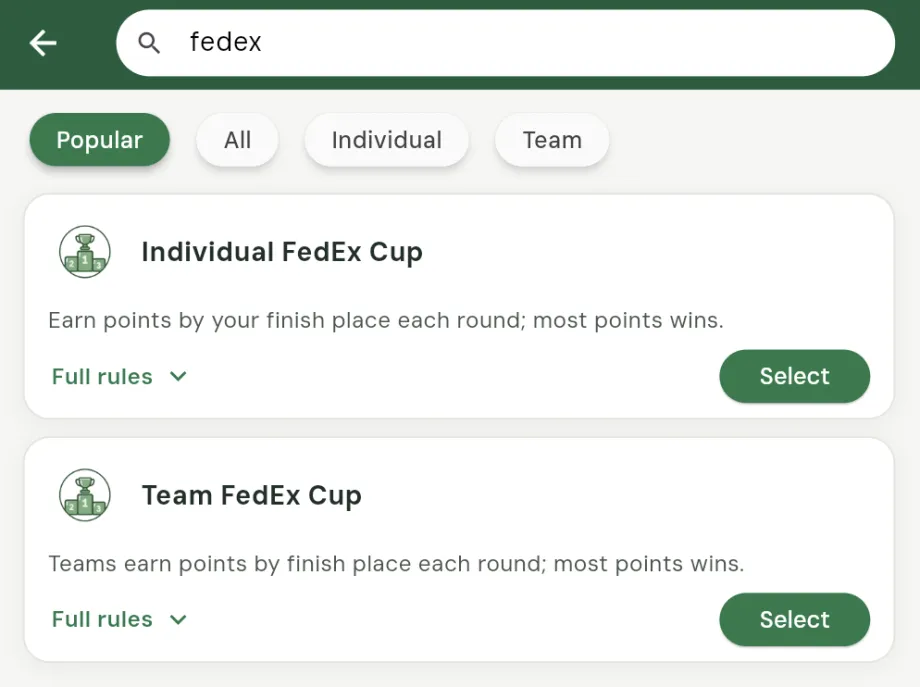 fedex
Popular
All
Individual
Team
Individual FedEx Cup
Earn points by your finish place each round; most points wins.
Full rules
Select
Team FedEx Cup
Teams earn points by finish place each round; most points wins.
Full rules
Select